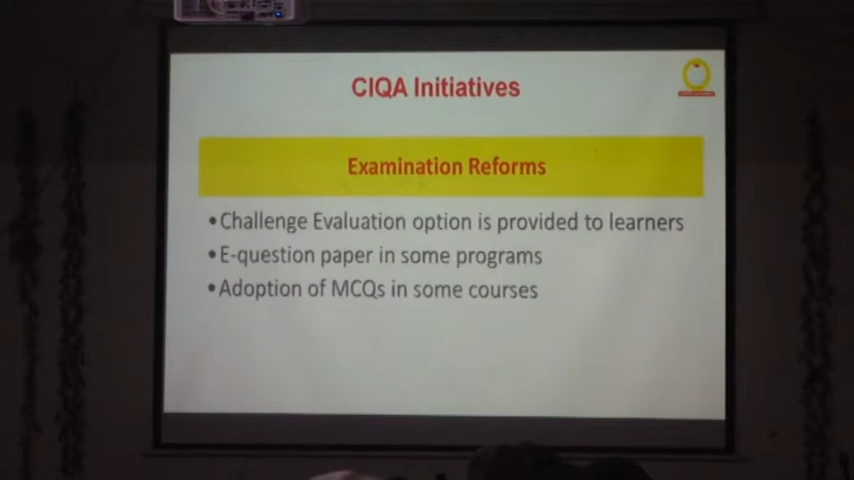 CIQA Initiatives
Examination Reforms
•Challenge Evaluation option is provided to learners
•E-question paper in some programs
•Adoption of MCQs in some courses